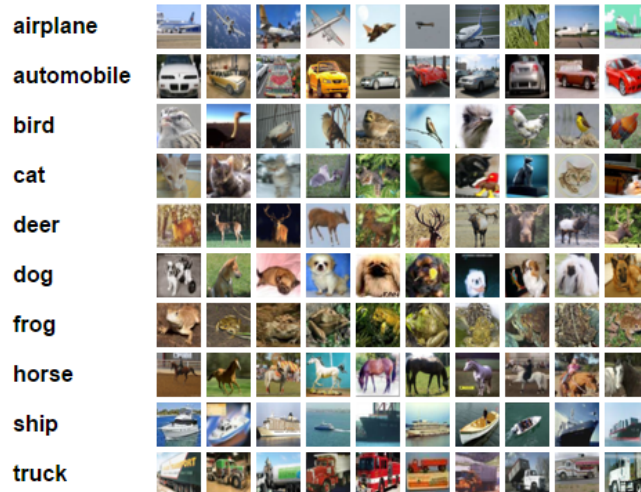 airplane
automobile
bird
cat
deer
dog
frog
horse
ship
truck